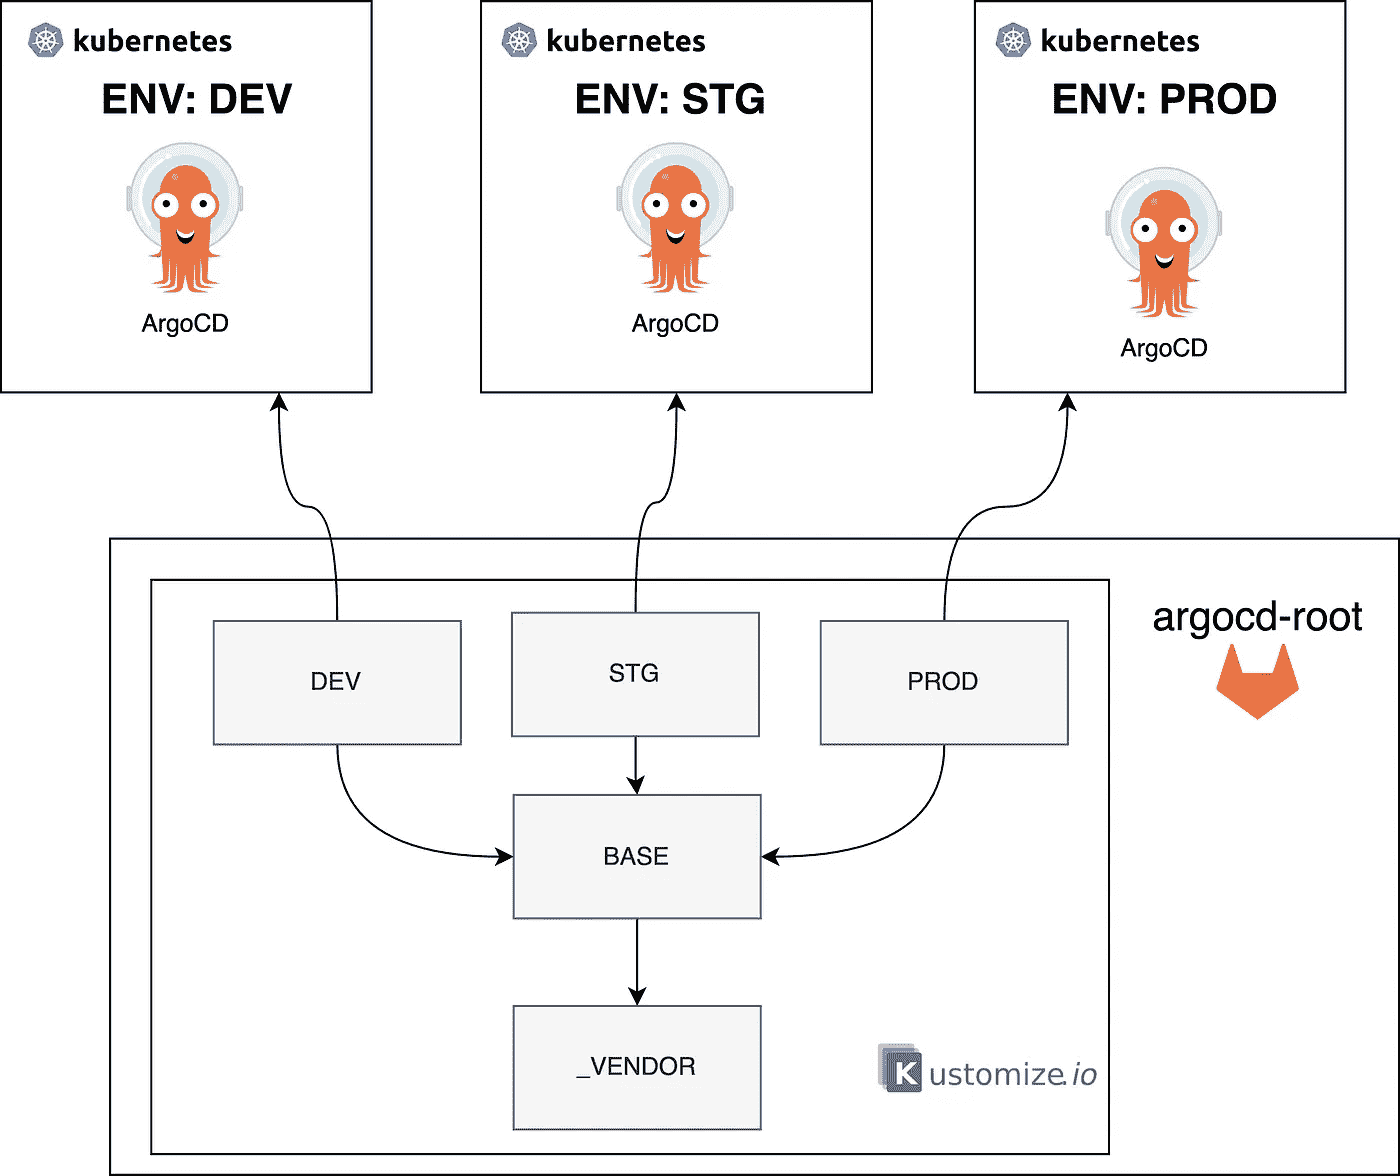 kubernetes
ENV: DEV
ArgoCD
kubernetes
ENV: STG
ArgoCD
kubernetes
ENV: PROD
ArgoCD
argocd-root
DEV
STG
PROD
BASE
_VENDOR
Kustomize.io